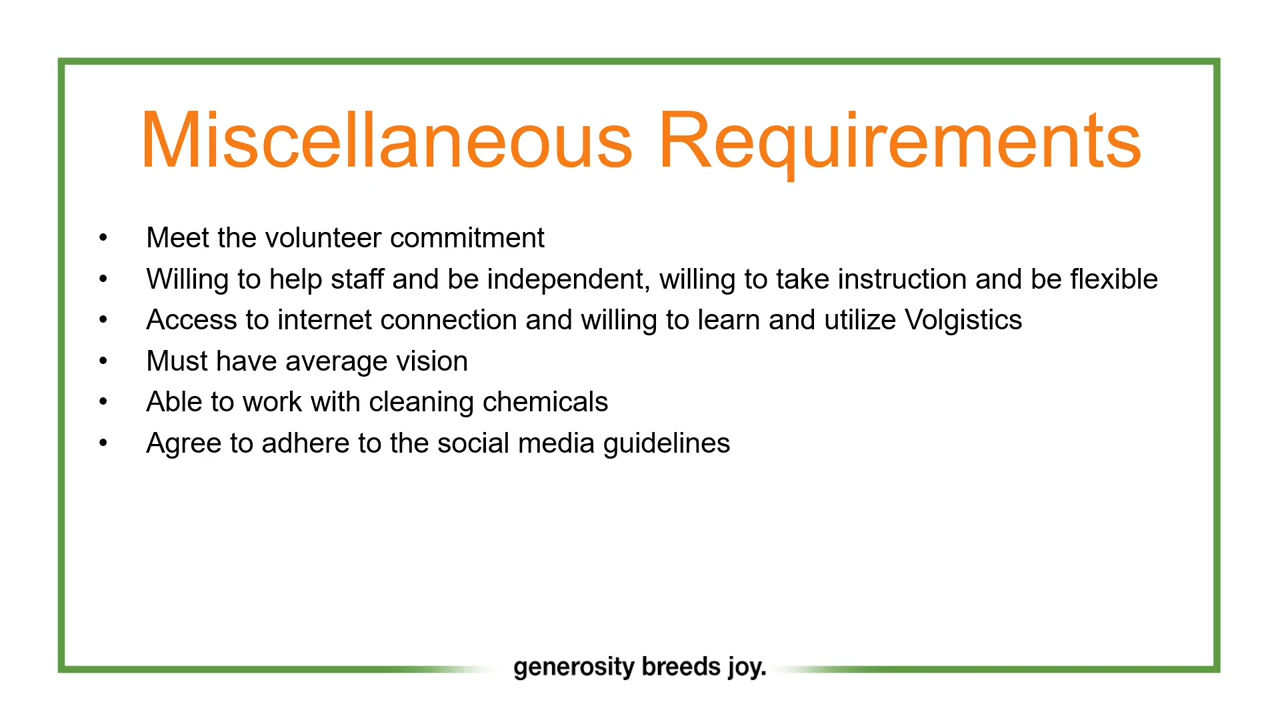 Miscellaneous Requirements
• Meet the volunteer commitment
• Willing to help staff and be independent, willing to take instruction and be flexible
• Access to internet connection and willing to learn and utilize Volgistics
• Must have average vision
• Able to work with cleaning chemicals
• Agree to adhere to the social media guidelines
generosity breeds joy.